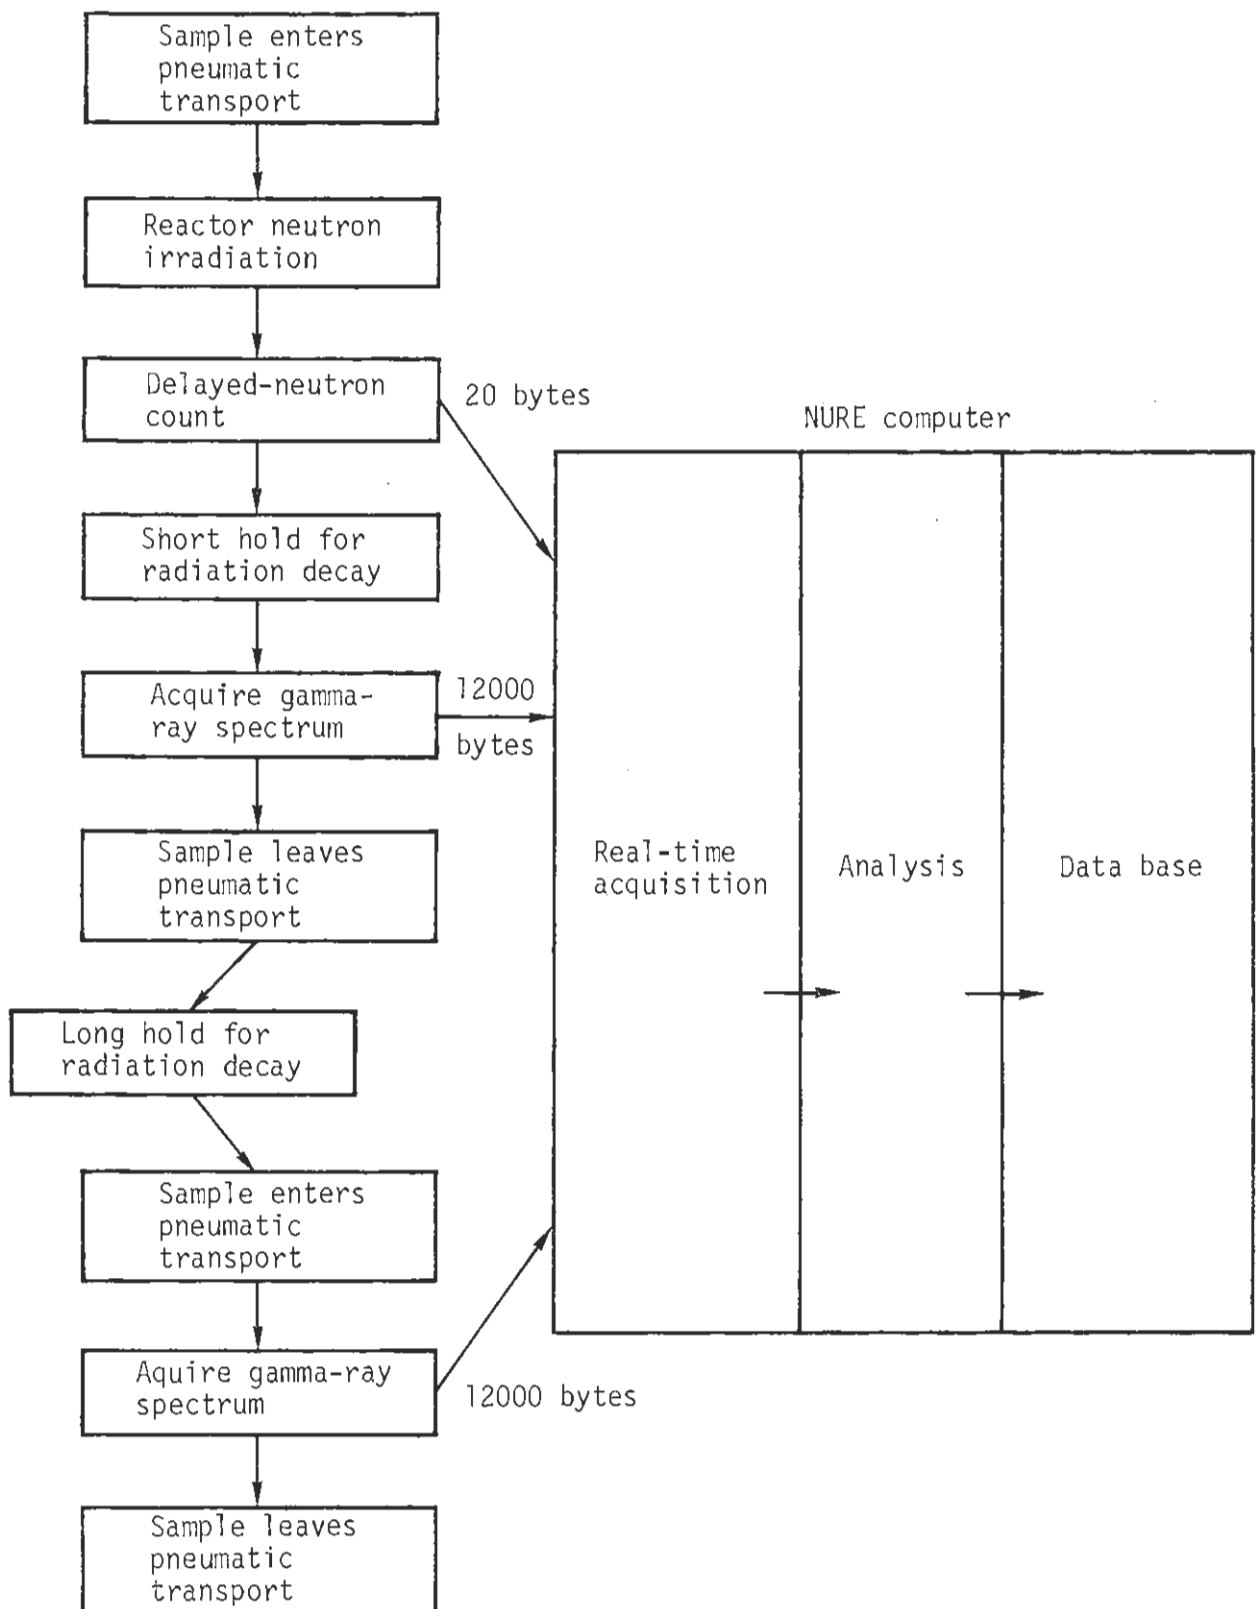 Sample enters
pneumatic
transport
Reactor neutron
irradiation
Delayed-neutron
count
20 bytes
NURE computer
Short hold for
radiation decay
Acquire gamma-
ray spectrum
12000
bytes
Sample leaves
pneumatic
transport
Real-time
acquisition
Analysis
Data base
Long hold for
radiation decay
Sample enters
pneumatic
transport
Aquire gamma-ray
spectrum
12000 bytes
Sample leaves
pneumatic
transport